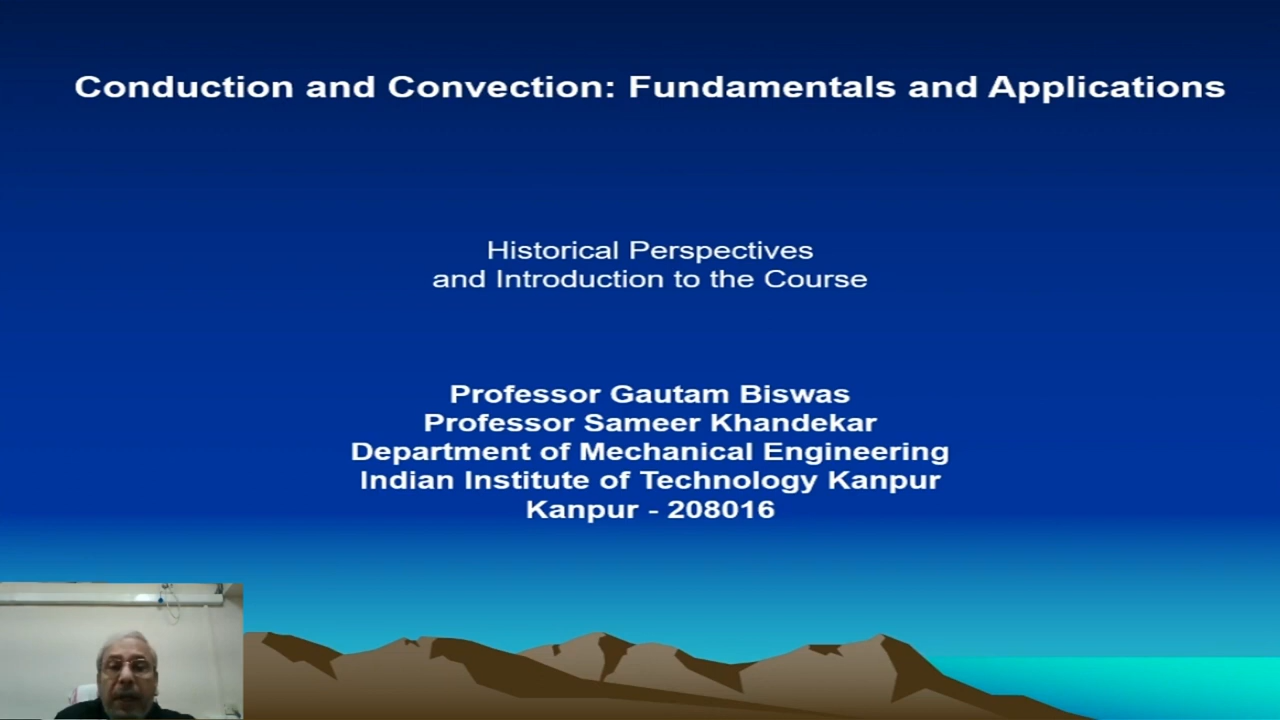 Conduction and Convection: Fundamentals and Applications
Historical Perspectives
and Introduction to the Course
Professor Gautam Biswas
Professor Sameer Khandekar
Department of Mechanical Engineering
Indian Institute of Technology Kanpur
Kanpur - 208016